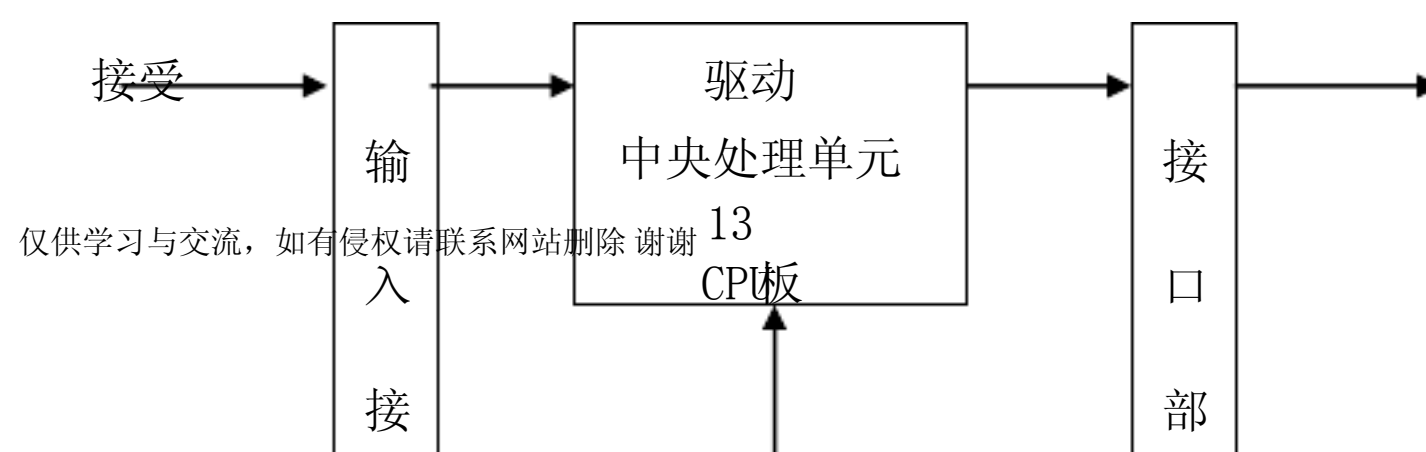 接受
输入接
驱动
中央处理单元
13
CPU板
接口部
仅供学习与交流，如有侵权请联系网站删除 谢谢